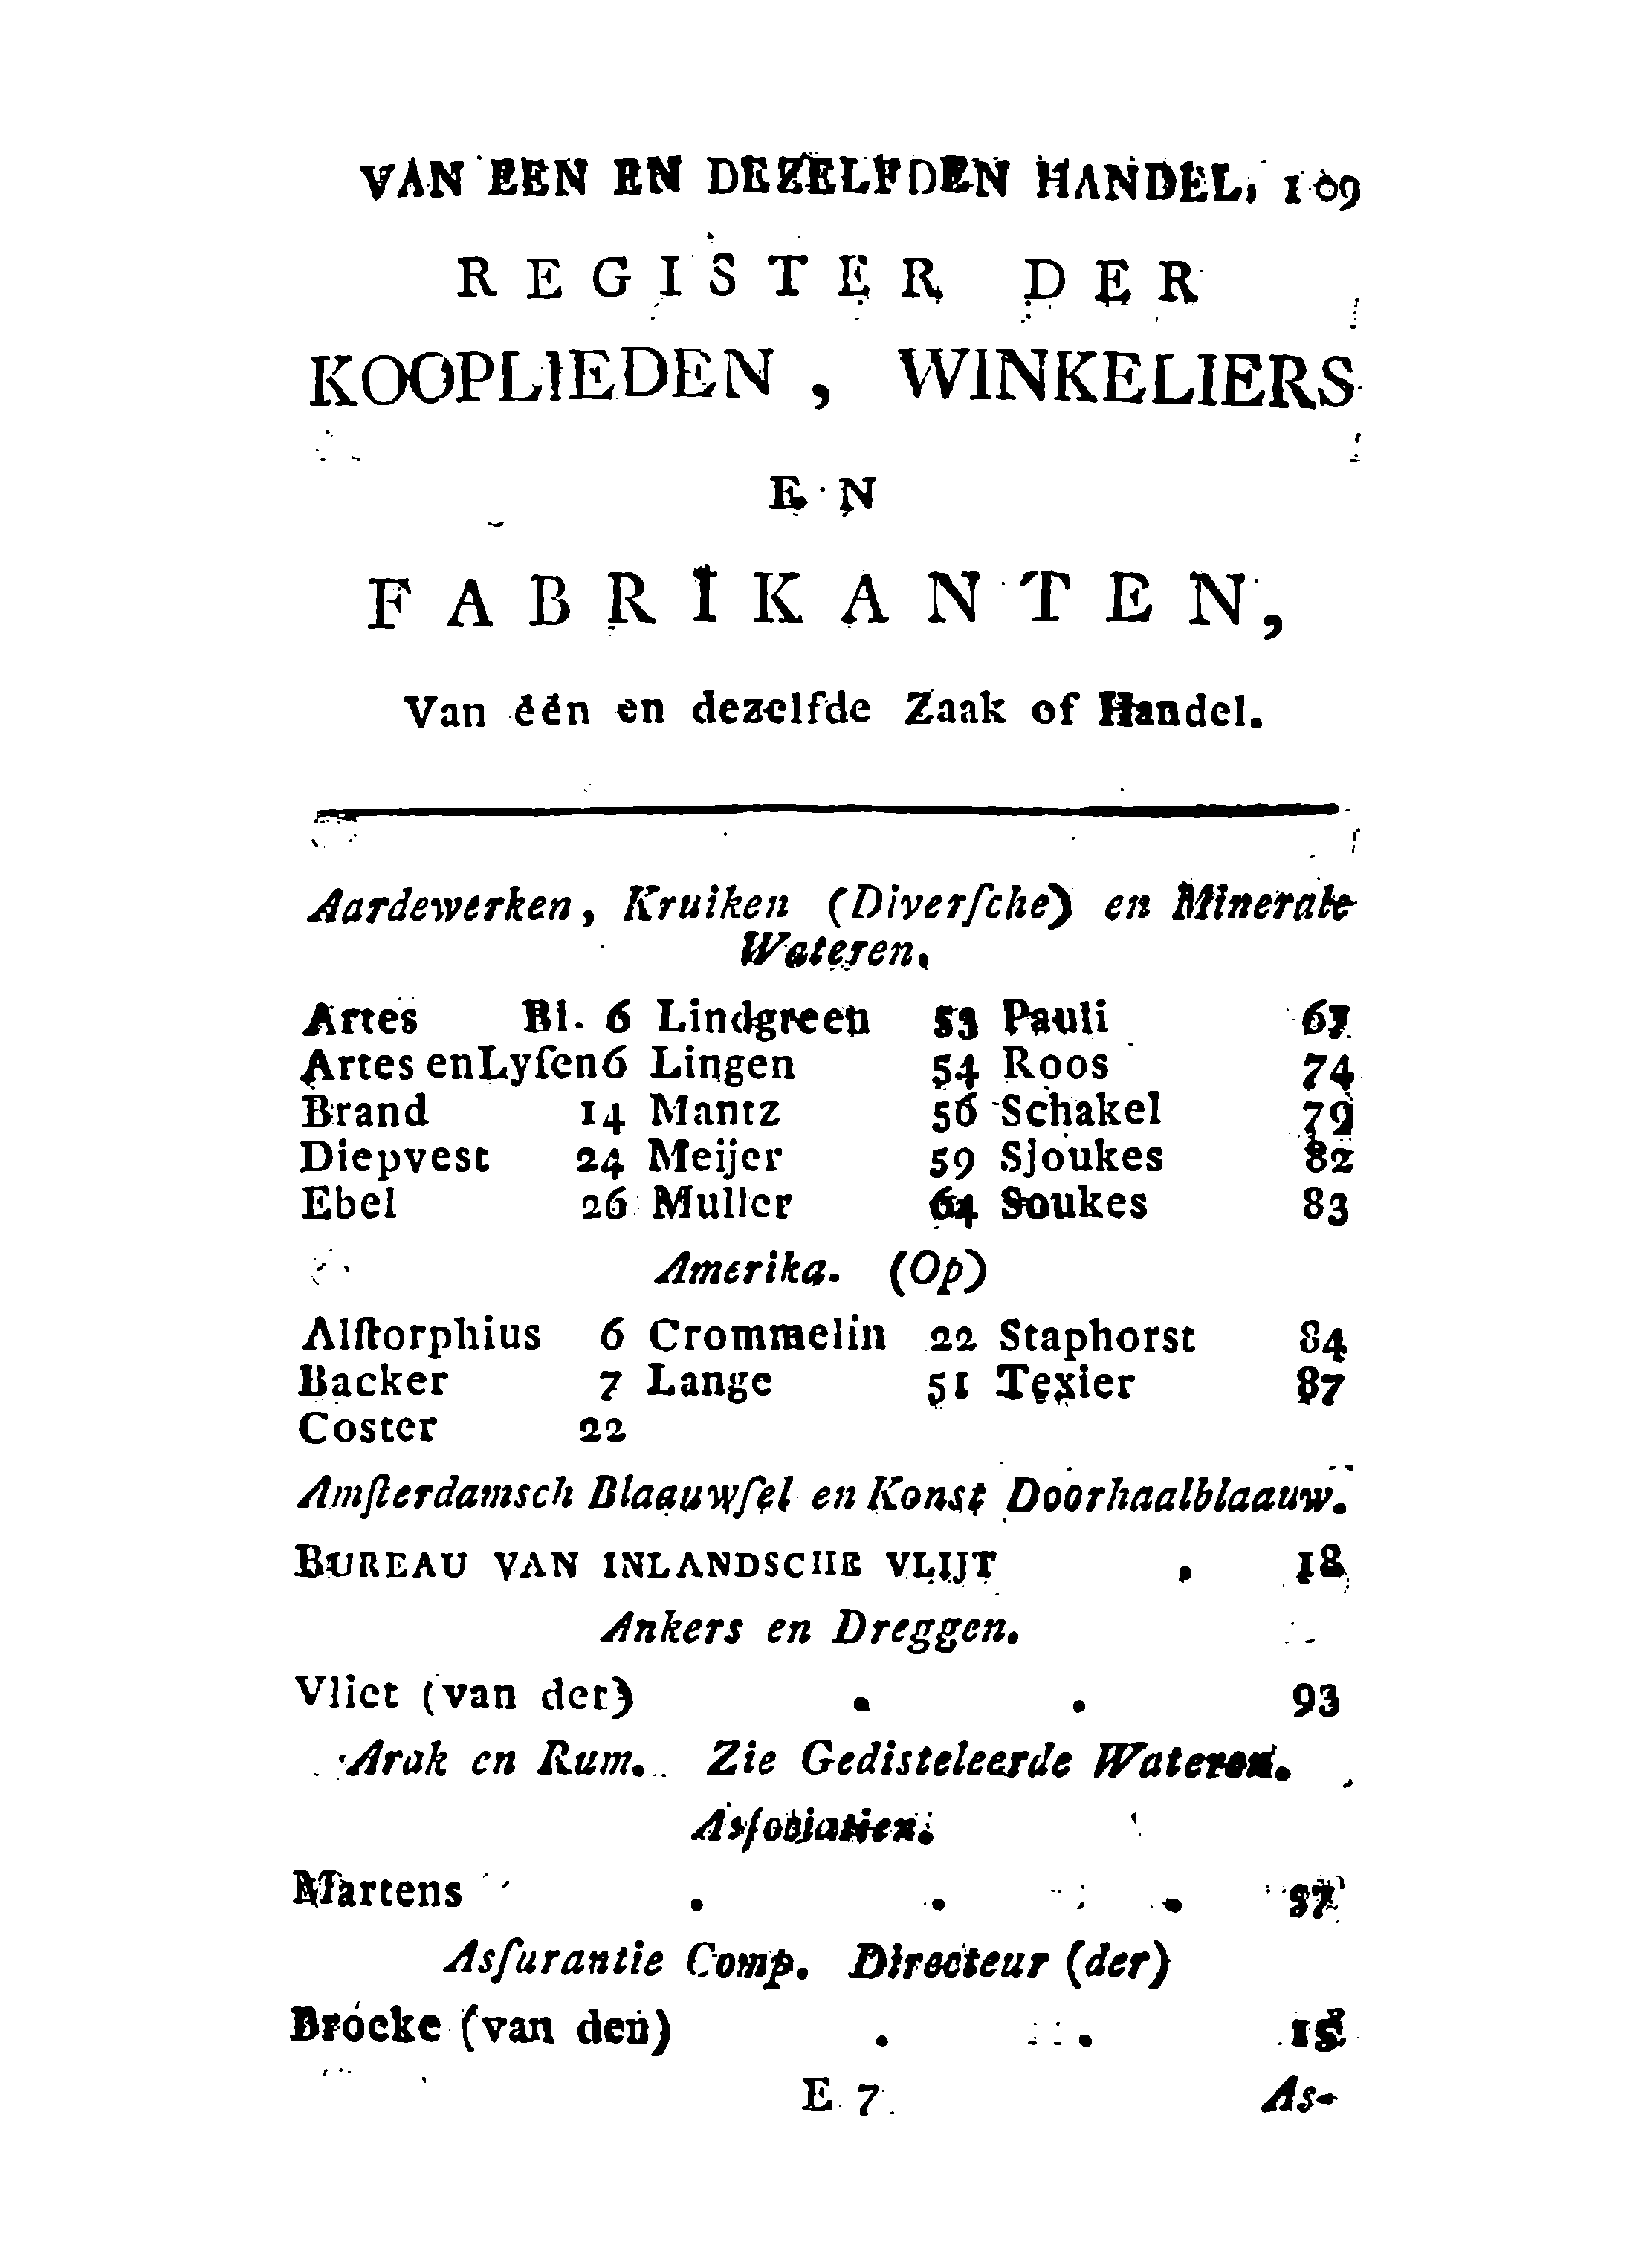 VAN EEN EN DEZELFDEN HANDEL. 109
REGISTER DER
KOOPLIEDEN, WINKELIERS
EN
FABRIKANTEN,
Van één en dezelfde Zaak of Handel.
Aardewerken, Kruiken (Diverſche) en Minerale
Wateren.
Artes Bl. 6 Lindgreen 53 Pauli 67
Artes en Lyſen 6 Lingen 54 Roos 74
Brand 14 Mantz 56 Schakel 79
Diepvest 24 Meijer 59 Sjoukes 82
Ebel 26 Muller 64 Soukes 83
Amerika. (Op)
Alſtorphius 6 Crommelin 22 Staphorst 84
Backer 7 Lange 51 Texier 87
Coster 22
Amſterdamsch Blaauwſel en Konst Doorhaalblaauw.
BUREAU VAN INLANDSCHE VLIJT . 18
Ankers en Dreggen.
Vliet (van der) . . 93
Arak en Rum. Zie Gedisteleerde Wateren.
Asſociatien.
Martens . . .
Asſurantie Comp. Directeur (der)
Brocke (van den) . .
E 7 As-